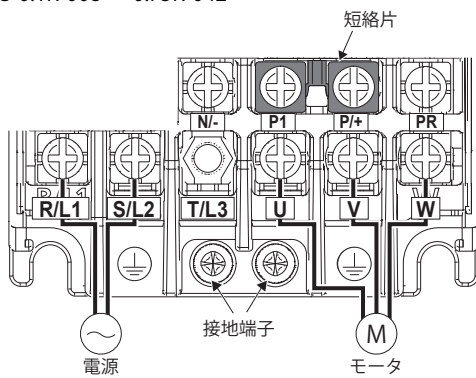 短絡片
N/- P1 P/+ PR
R/L1 S/L2 T/L3 U V W
接地端子
M
電源 モータ